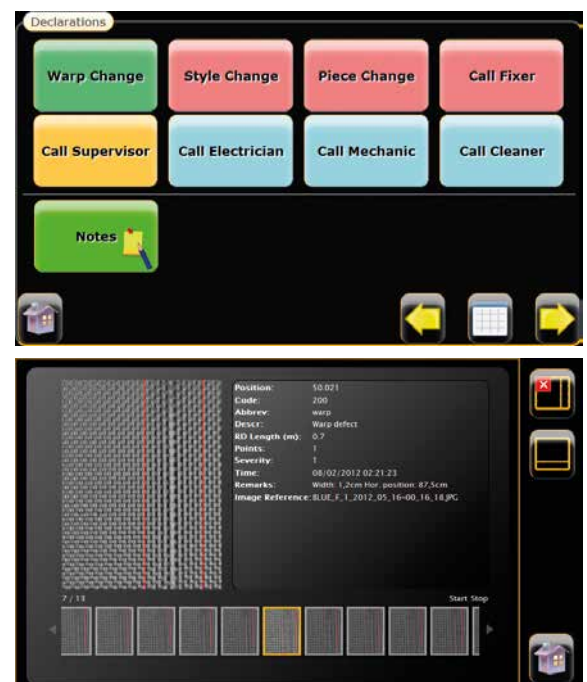 Declarations
Warp Change
Style Change
Piece Change
Call Fixer
Call Supervisor
Call Electrician
Call Mechanic
Call Cleaner
Notes
Position: 50.021
Code: 200
Abbrev: warp
Descr: Warp defect
RD Length (m): 0.7
Points: 1
Severity: 1
Time: 08/02/2012 02:21:23
Remarks: Width: 1,2cm Hor. position: 87,5cm
Image Reference: BLUE_F_1_2012_05_16-00_16_18.JPG
7 / 13
Start Stop